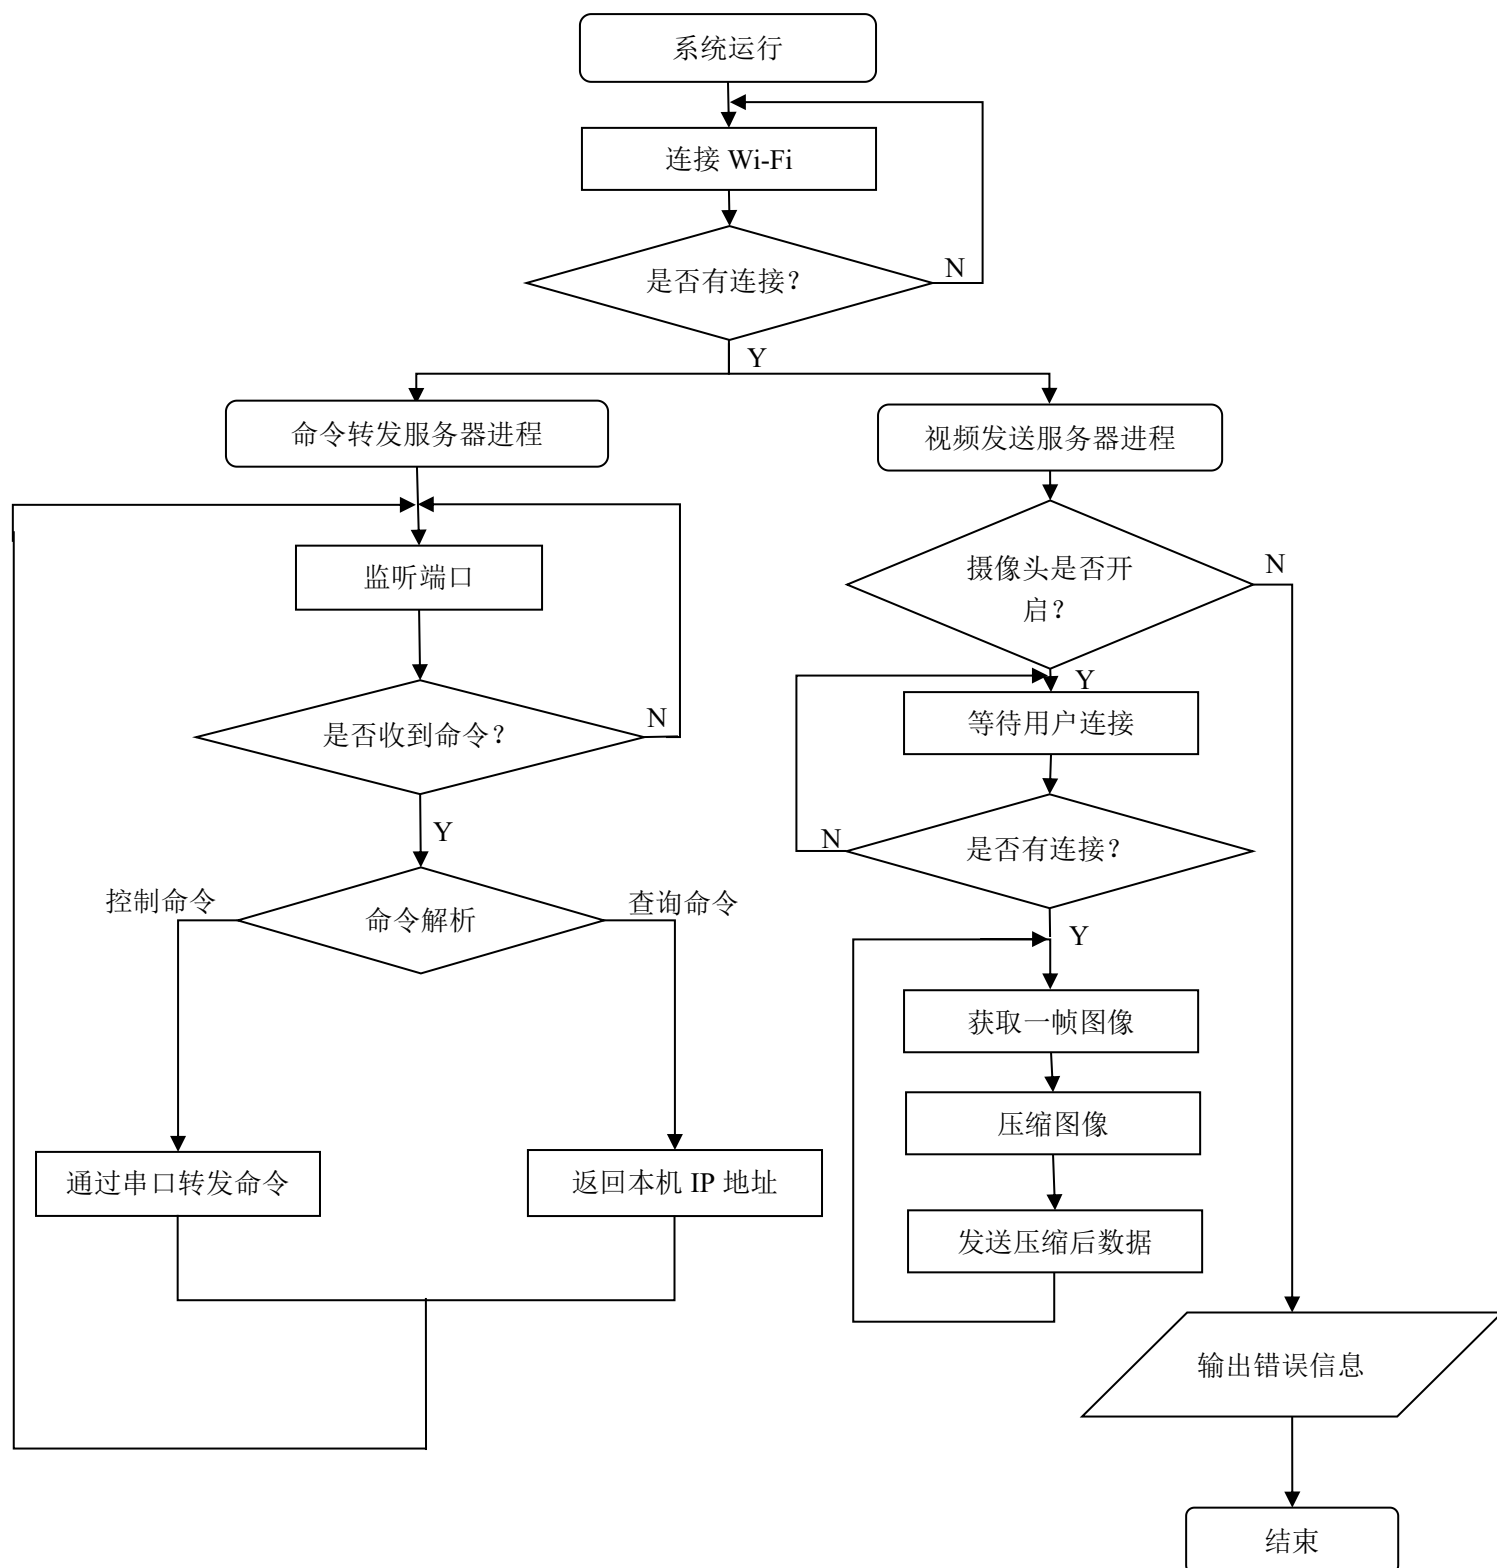 系统运行
连接 Wi-Fi
是否有连接?
N
Y
命令转发服务器进程
监听端口
是否收到命令?
N
Y
控制命令
命令解析
查询命令
通过串口转发命令
返回本机 IP 地址
视频发送服务器进程
摄像头是否开
启?
N
Y
等待用户连接
是否有连接?
N
Y
获取一帧图像
压缩图像
发送压缩后数据
输出错误信息
结束